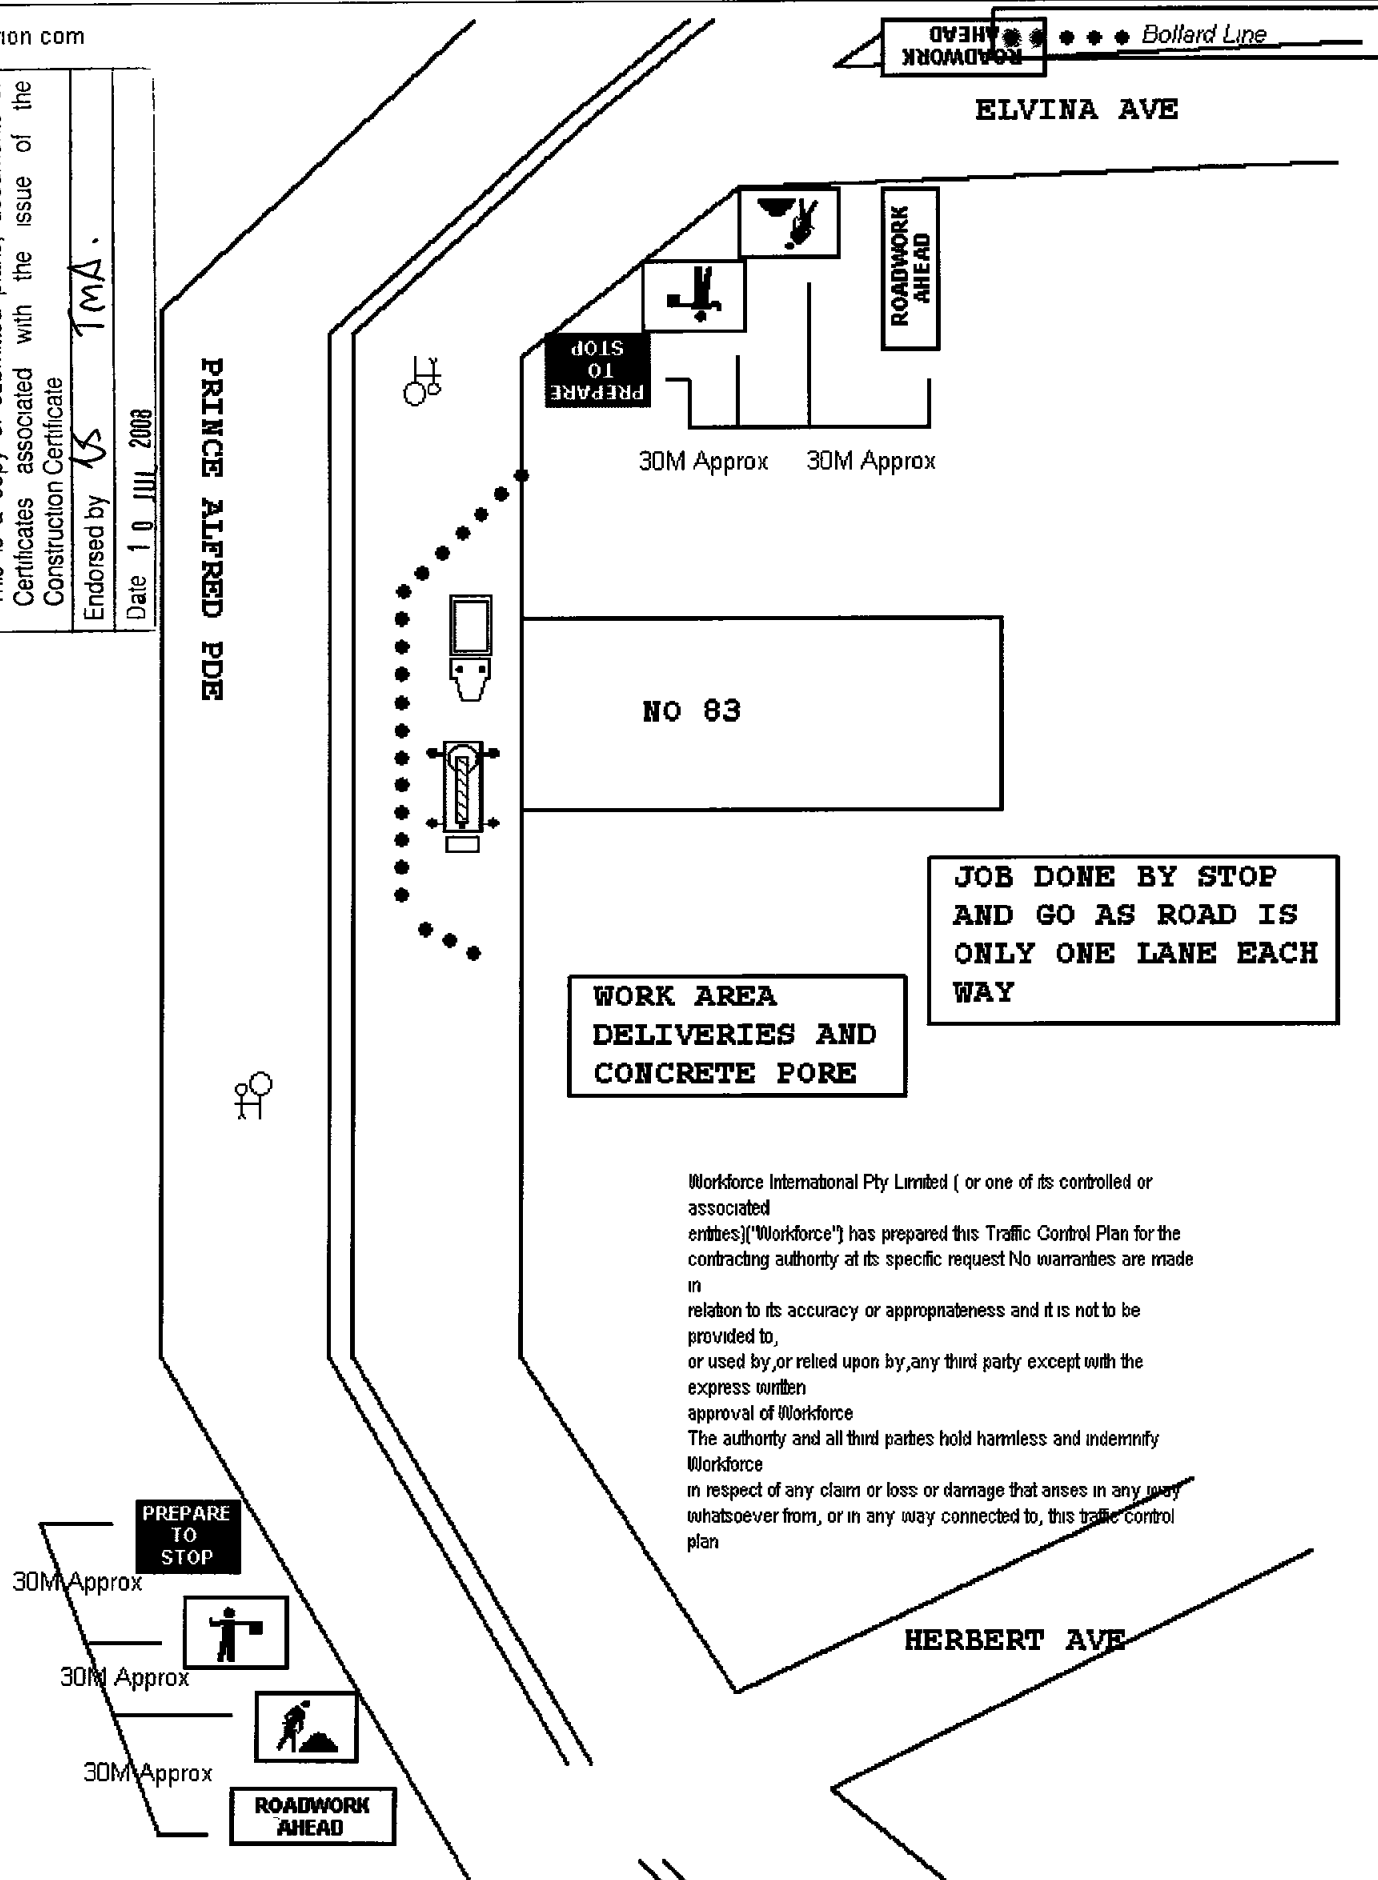 ion com
Certificates associated with the issue of the
Construction Certificate
Endorsed by TMA.
Date 10 JUL 2008
ROADWORK
AHEAD
Bollard Line
ELVINA AVE
ROADWORK
AHEAD
PREPARE
TO
STOP
30M Approx 30M Approx
PRINCE ALFRED PDE
NO 83
JOB DONE BY STOP
AND GO AS ROAD IS
ONLY ONE LANE EACH
WAY
WORK AREA
DELIVERIES AND
CONCRETE PORE
Workforce International Pty Limited ( or one of its controlled or
associated
entities)("Workforce") has prepared this Traffic Control Plan for the
contracting authority at its specific request No warranties are made
in
relation to its accuracy or appropriateness and it is not to be
provided to,
or used by,or relied upon by,any third party except with the
express written
approval of Workforce
The authority and all third parties hold harmless and indemnify
Workforce
in respect of any claim or loss or damage that arises in any way
whatsoever from, or in any way connected to, this traffic control
plan
PREPARE
TO
STOP
30M Approx
30M Approx
30M Approx
ROADWORK
AHEAD
HERBERT AVE